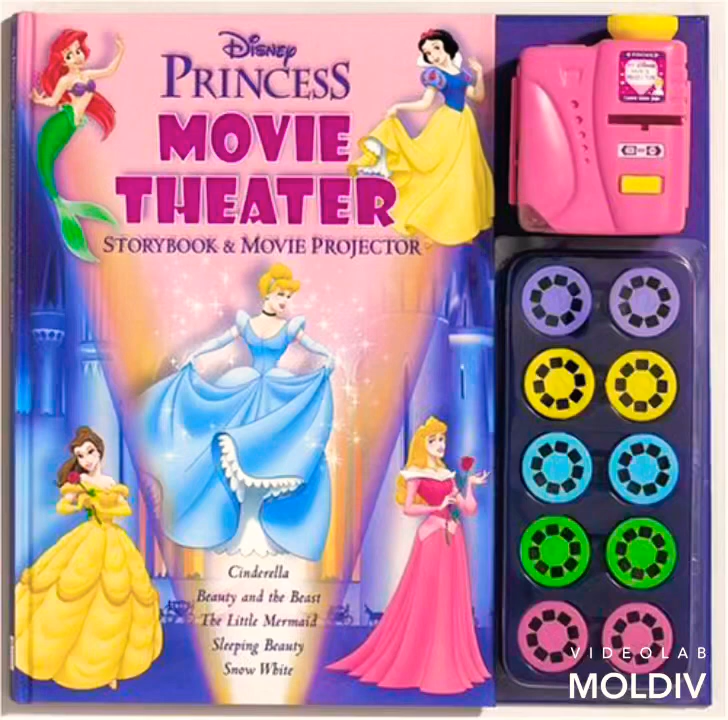 Disney
PRINCESS
MOVIE
THEATER
STORYBOOK & MOVIE PROJECTOR
Cinderella
Beauty and the Beast
The Little Mermaid
Sleeping Beauty
Snow White
VIDEOLAB
MOLDIV